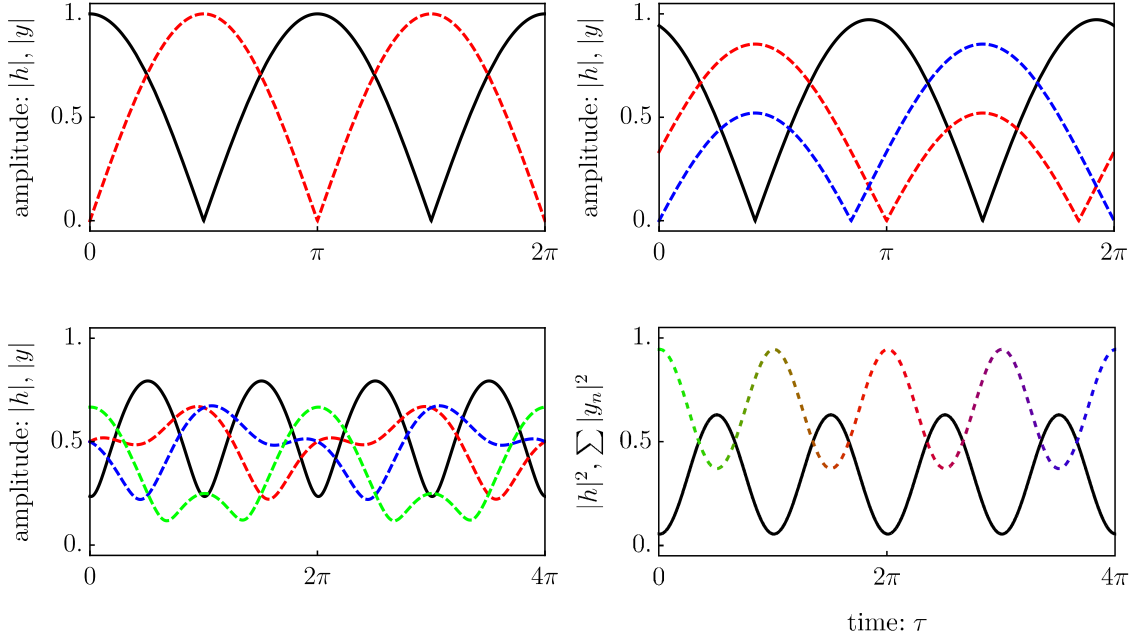 amplitude: |h|, |y|
1.
0.5
0.
0
π
2π
amplitude: |h|, |y|
1.
0.5
0.
0
π
2π
amplitude: |h|, |y|
1.
0.5
0.
0
2π
4π
|h|², ∑ |yₙ|²
1.
0.5
0.
0
2π
4π
time: τ